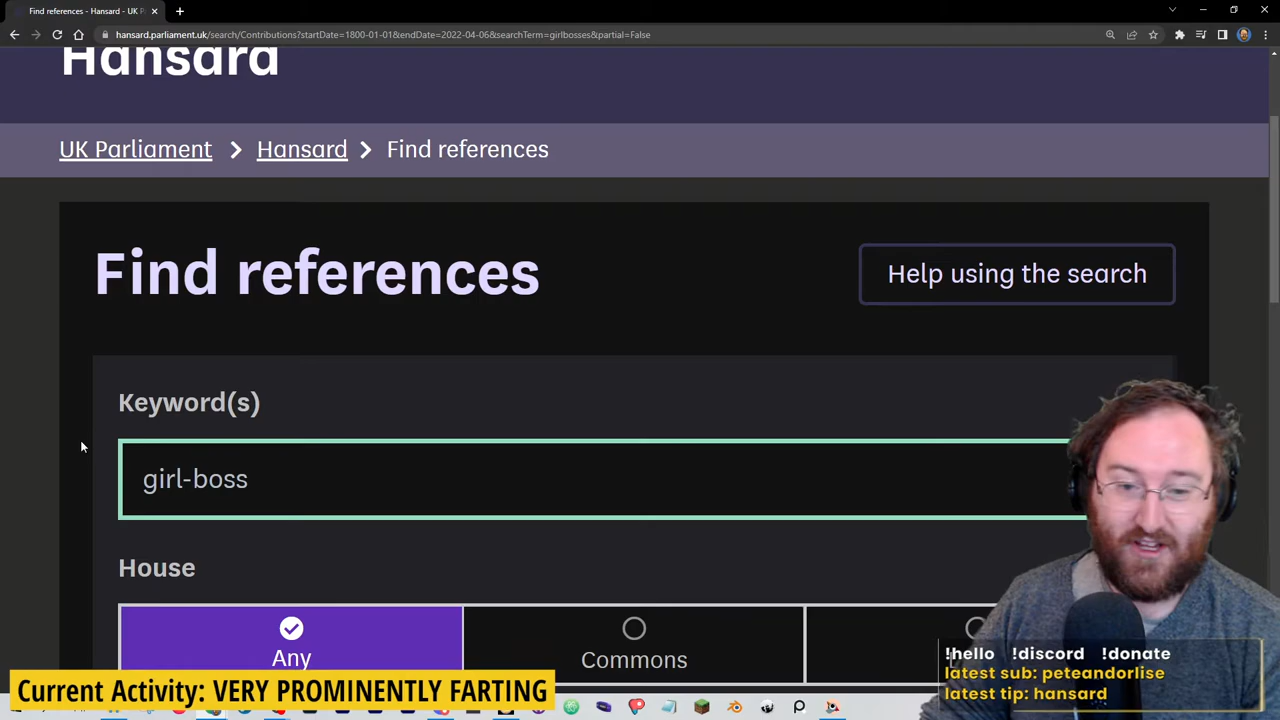 Find references - Hansard - UK P
hansard.parliament.uk/search/Contributions?startDate=1800-01-01&endDate=2022-04-06&searchTerm=girlbosses&partial=False
Hansard
UK Parliament > Hansard > Find references
Find references
Help using the search
Keyword(s)
girl-boss
House
Any
Commons
!hello !discord !donate
latest sub: peteandorlise
latest tip: hansard
Current Activity: VERY PROMINENTLY FARTING